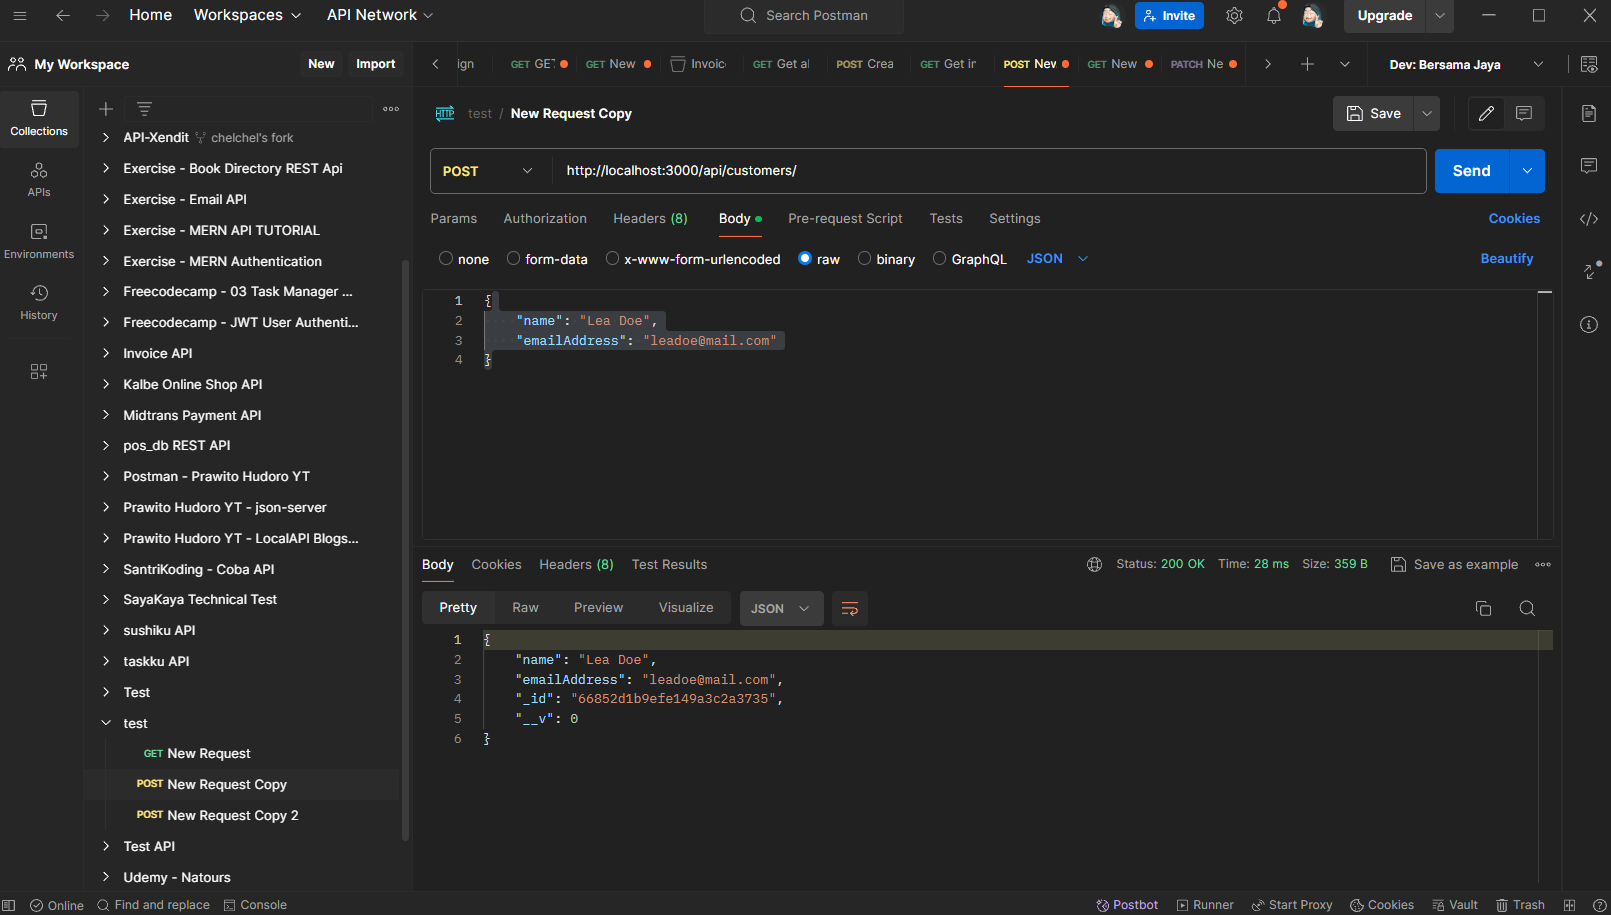 Home Workspaces API Network Search Postman Invite Upgrade
My Workspace New Import ign GET GET GET New Invoic GET Get al POST Crea GET Get in POST New GET New PATCH Ne Dev: Bersama Jaya
Collections
APIs
Environments
History
API-Xendit chelchel's fork
Exercise - Book Directory REST Api
Exercise - Email API
Exercise - MERN API TUTORIAL
Exercise - MERN Authentication
Freecodecamp - 03 Task Manager ...
Freecodecamp - JWT User Authenti...
Invoice API
Kalbe Online Shop API
Midtrans Payment API
pos_db REST API
Postman - Prawito Hudoro YT
Prawito Hudoro YT - json-server
Prawito Hudoro YT - LocalAPI Blogs...
SantriKoding - Coba API
SayaKaya Technical Test
sushiku API
taskku API
Test
test
GET New Request
POST New Request Copy
POST New Request Copy 2
Test API
Udemy - Natours
HTTP test / New Request Copy Save
POST http://localhost:3000/api/customers/ Send
Params Authorization Headers (8) Body Pre-request Script Tests Settings Cookies
none form-data x-www-form-urlencoded raw binary GraphQL JSON Beautify
1 {
2 "name": "Lea Doe",
3 "emailAddress": "leadoe@mail.com"
4 }
Body Cookies Headers (8) Test Results Status: 200 OK Time: 28 ms Size: 359 B Save as example
Pretty Raw Preview Visualize JSON
1 {
2 "name": "Lea Doe",
3 "emailAddress": "leadoe@mail.com",
4 "_id": "66852d1b9efe149a3c2a3735",
5 "__v": 0
6 }
Online Find and replace Console Postbot Runner Start Proxy Cookies Vault Trash